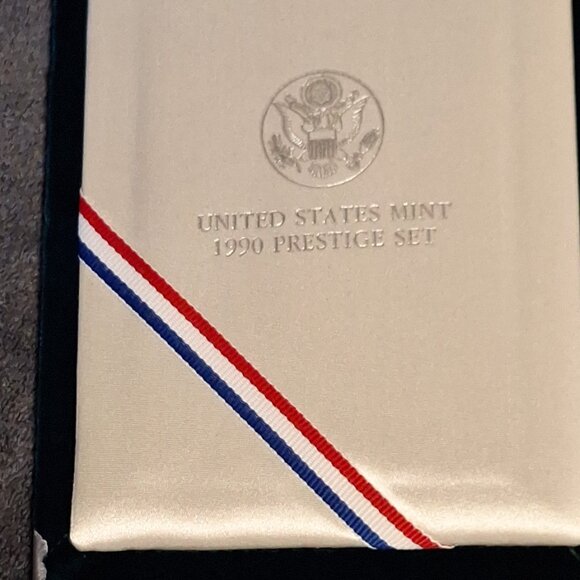 UNITED STATES MINT
1990 PRESTIGE SET